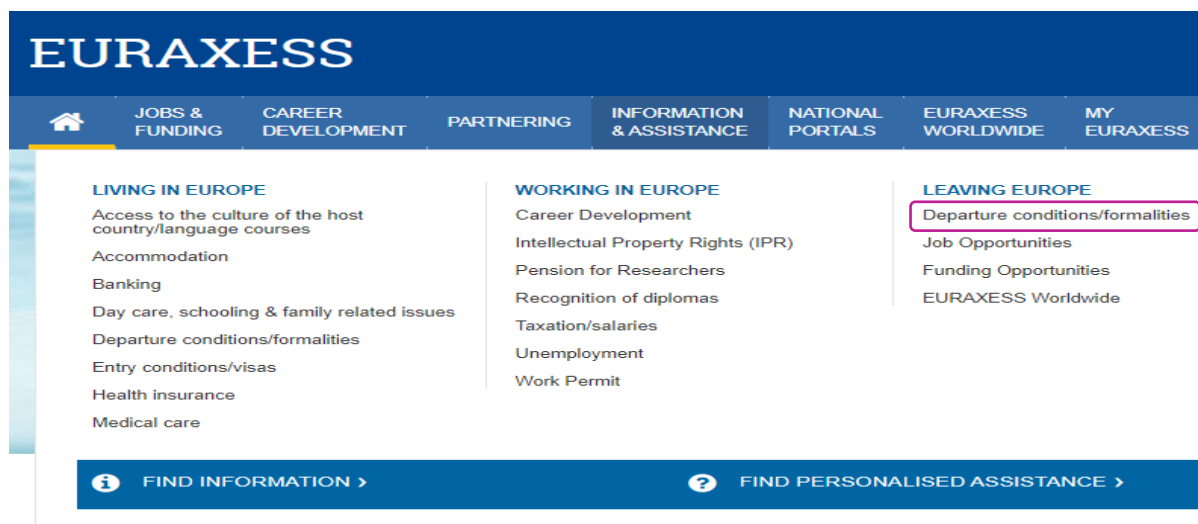 EURAXESS
JOBS &
FUNDING
CAREER
DEVELOPMENT
PARTNERING
INFORMATION
& ASSISTANCE
NATIONAL
PORTALS
EURAXESS
WORLDWIDE
MY
EURAXESS
LIVING IN EUROPE
Access to the culture of the host
country/language courses
Accommodation
Banking
Day care, schooling & family related issues
Departure conditions/formalities
Entry conditions/visas
Health insurance
Medical care
WORKING IN EUROPE
Career Development
Intellectual Property Rights (IPR)
Pension for Researchers
Recognition of diplomas
Taxation/salaries
Unemployment
Work Permit
LEAVING EUROPE
Departure conditions/formalities
Job Opportunities
Funding Opportunities
EURAXESS Worldwide
FIND INFORMATION >
FIND PERSONALISED ASSISTANCE >